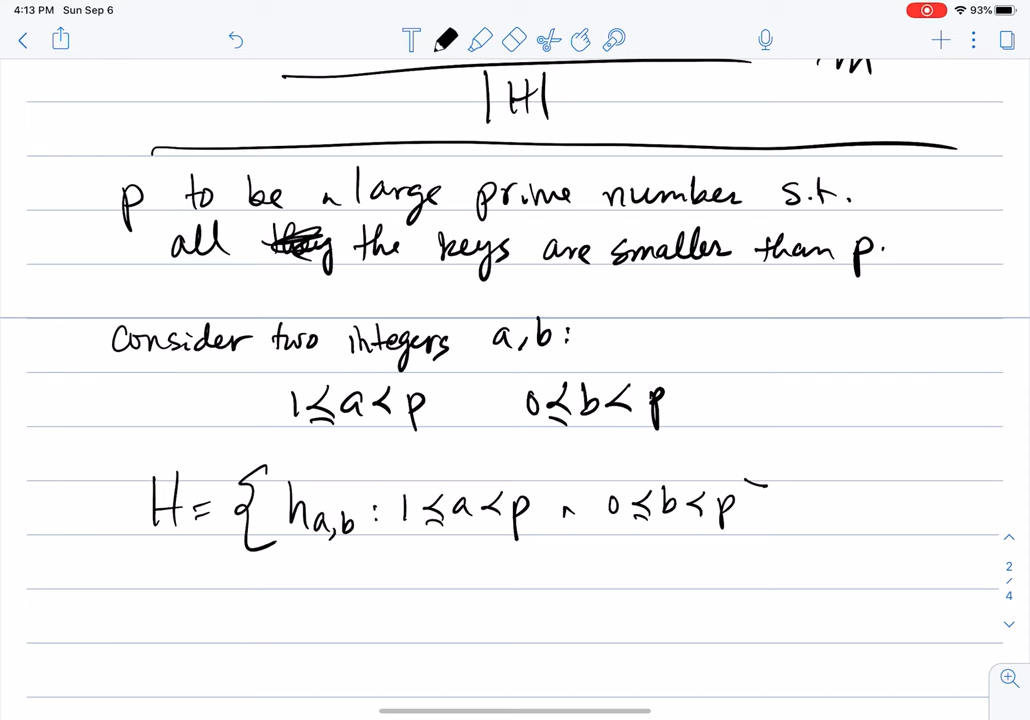 4:13 PM Sun Sep 6
93%
T
|H|
p to be a large prime number s.t.
all the keys are smaller than p.
Consider two integers a,b:
1 ≤ a < p 0 ≤ b < p
H = { h_{a,b} : 1 ≤ a < p ∧ 0 ≤ b < p
2
/
4